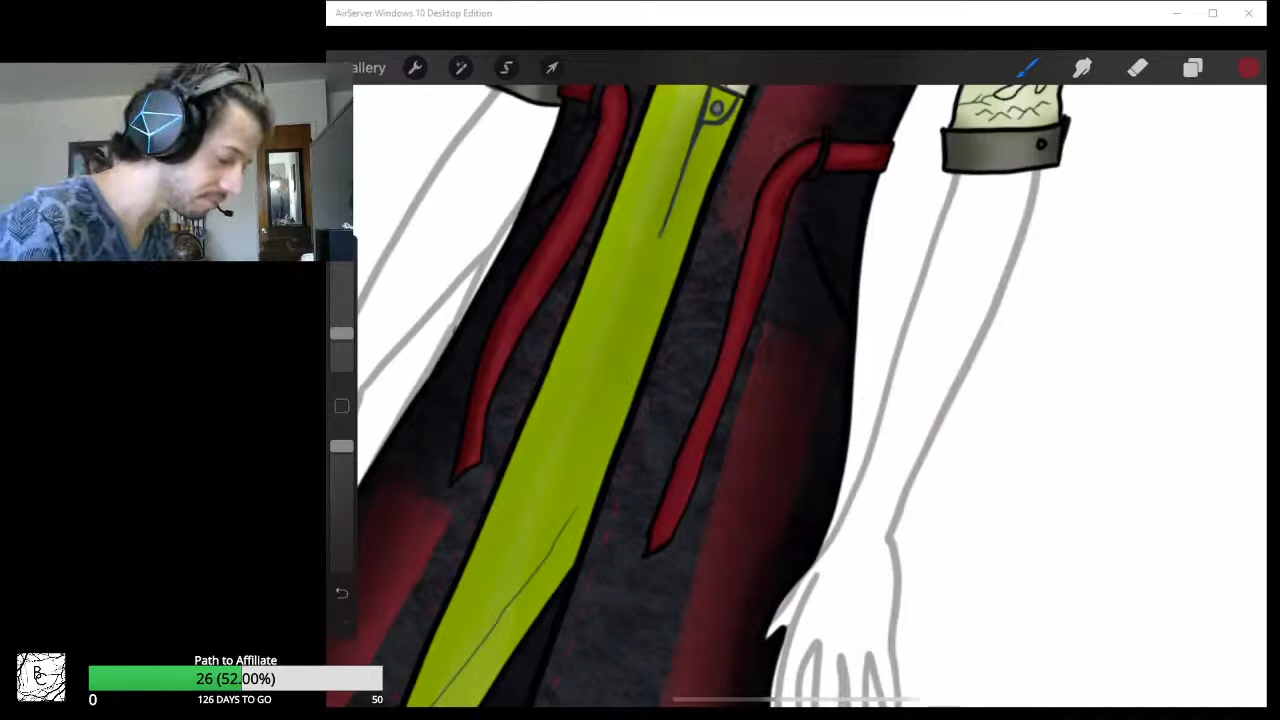 AirServer Windows 10 Desktop Edition
allery
Path to Affiliate
26 (52.00%)
0
126 DAYS TO GO
50